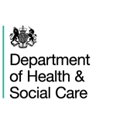 Department
of Health &
Social Care